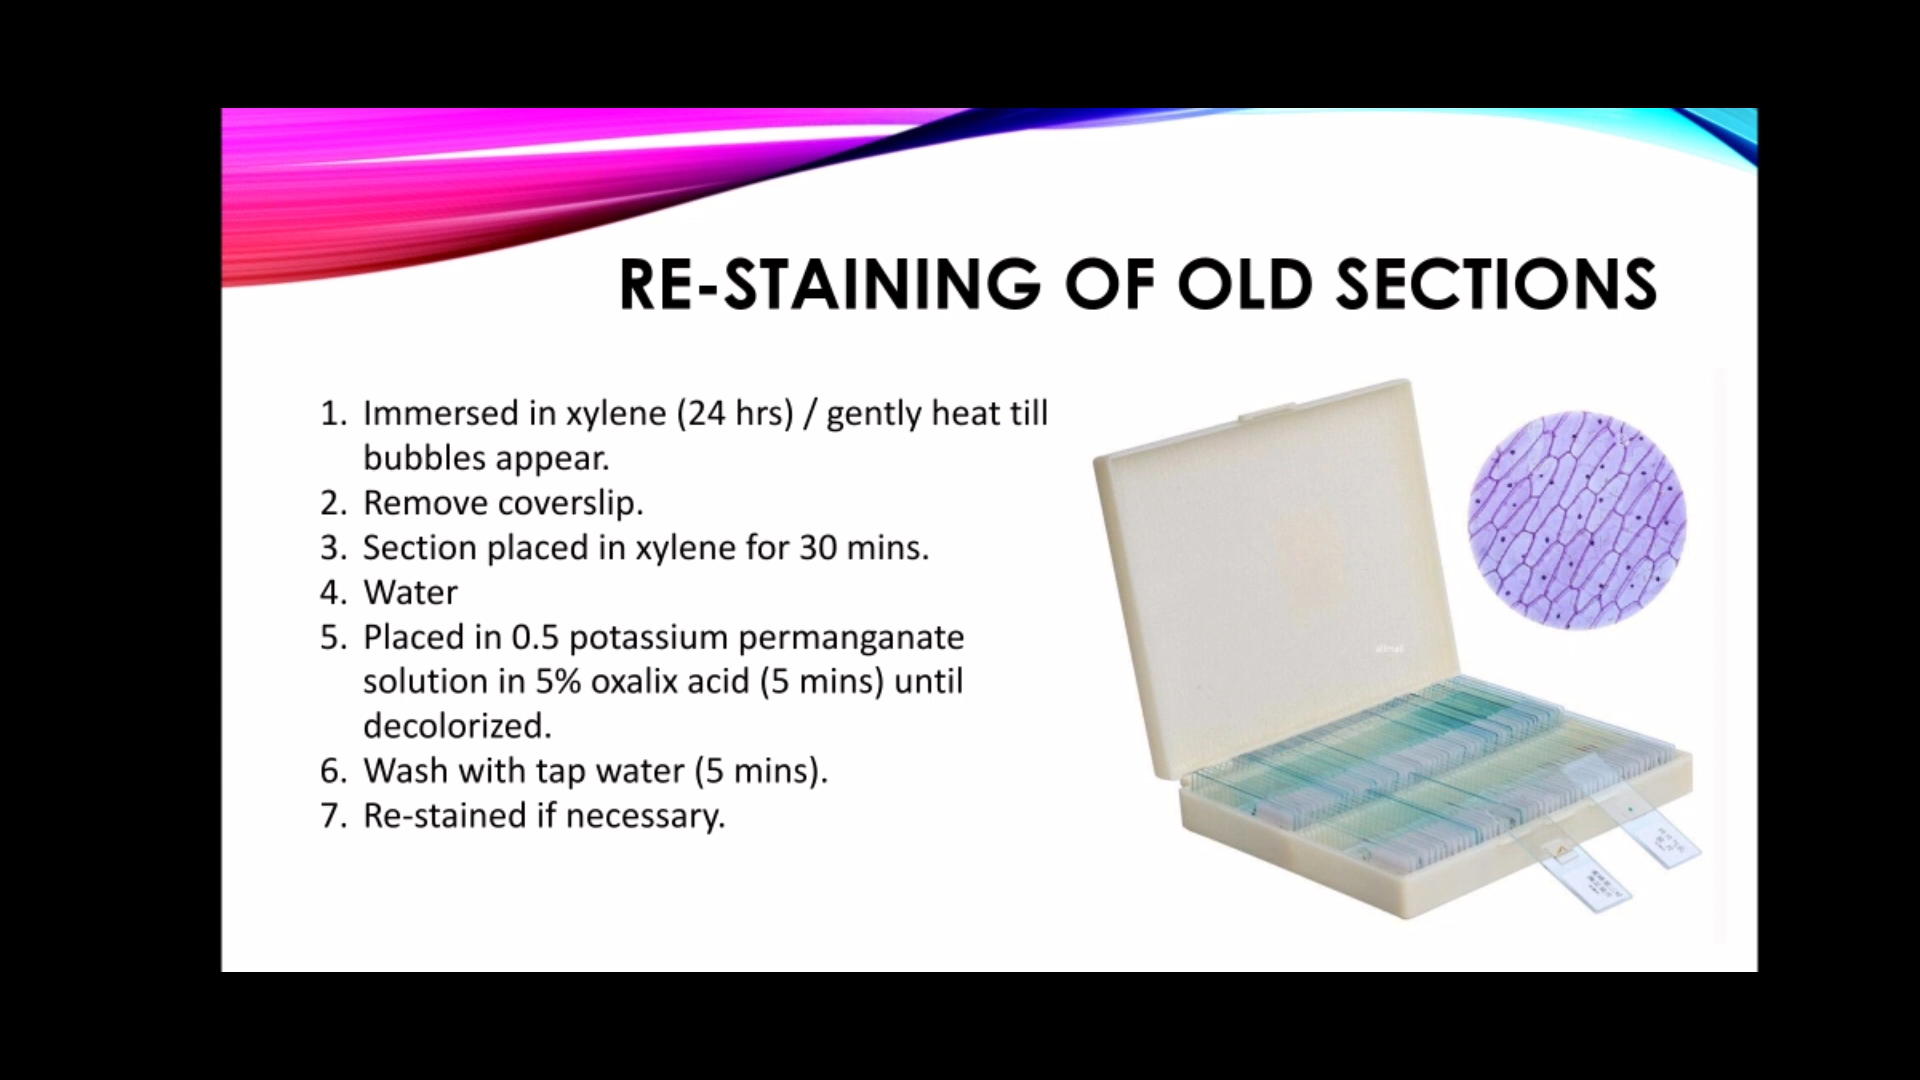 RE-STAINING OF OLD SECTIONS
1. Immersed in xylene (24 hrs) / gently heat till
bubbles appear.
2. Remove coverslip.
3. Section placed in xylene for 30 mins.
4. Water
5. Placed in 0.5 potassium permanganate
solution in 5% oxalix acid (5 mins) until
decolorized.
6. Wash with tap water (5 mins).
7. Re-stained if necessary.